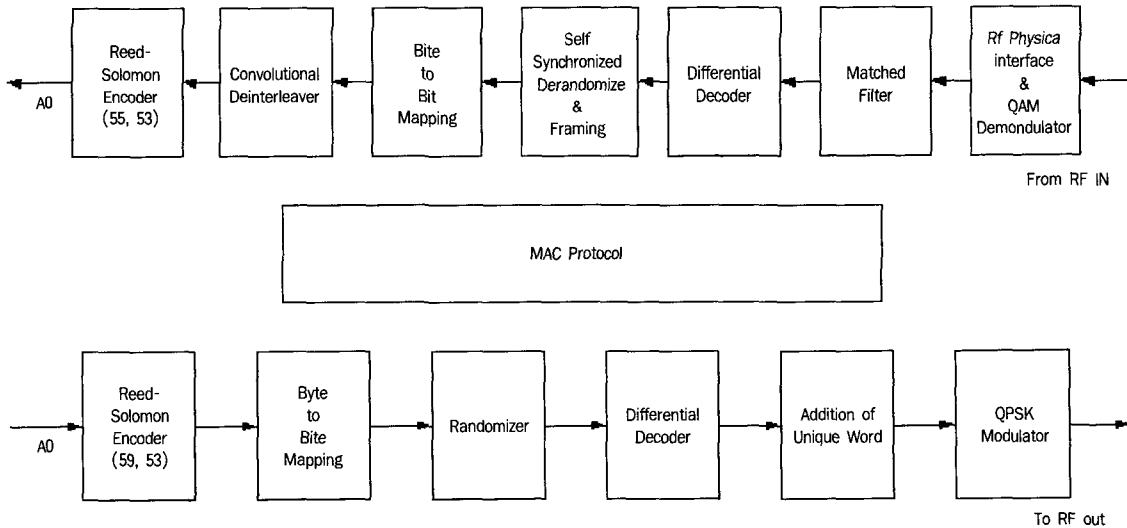 Reed-
Solomon
Encoder
(55, 53)
Convolutional
Deinterleaver
Bite
to
Bit
Mapping
Self
Synchronized
Derandomize
&
Framing
Differential
Decoder
Matched
Filter
Rf Physica
interface
&
QAM
Demondulator
A0
From RF IN
MAC Protocol
Reed-
Solomon
Encoder
(59, 53)
Byte
to
Bite
Mapping
Randomizer
Differential
Decoder
Addition of
Unique Word
QPSK
Modulator
A0
To RF out